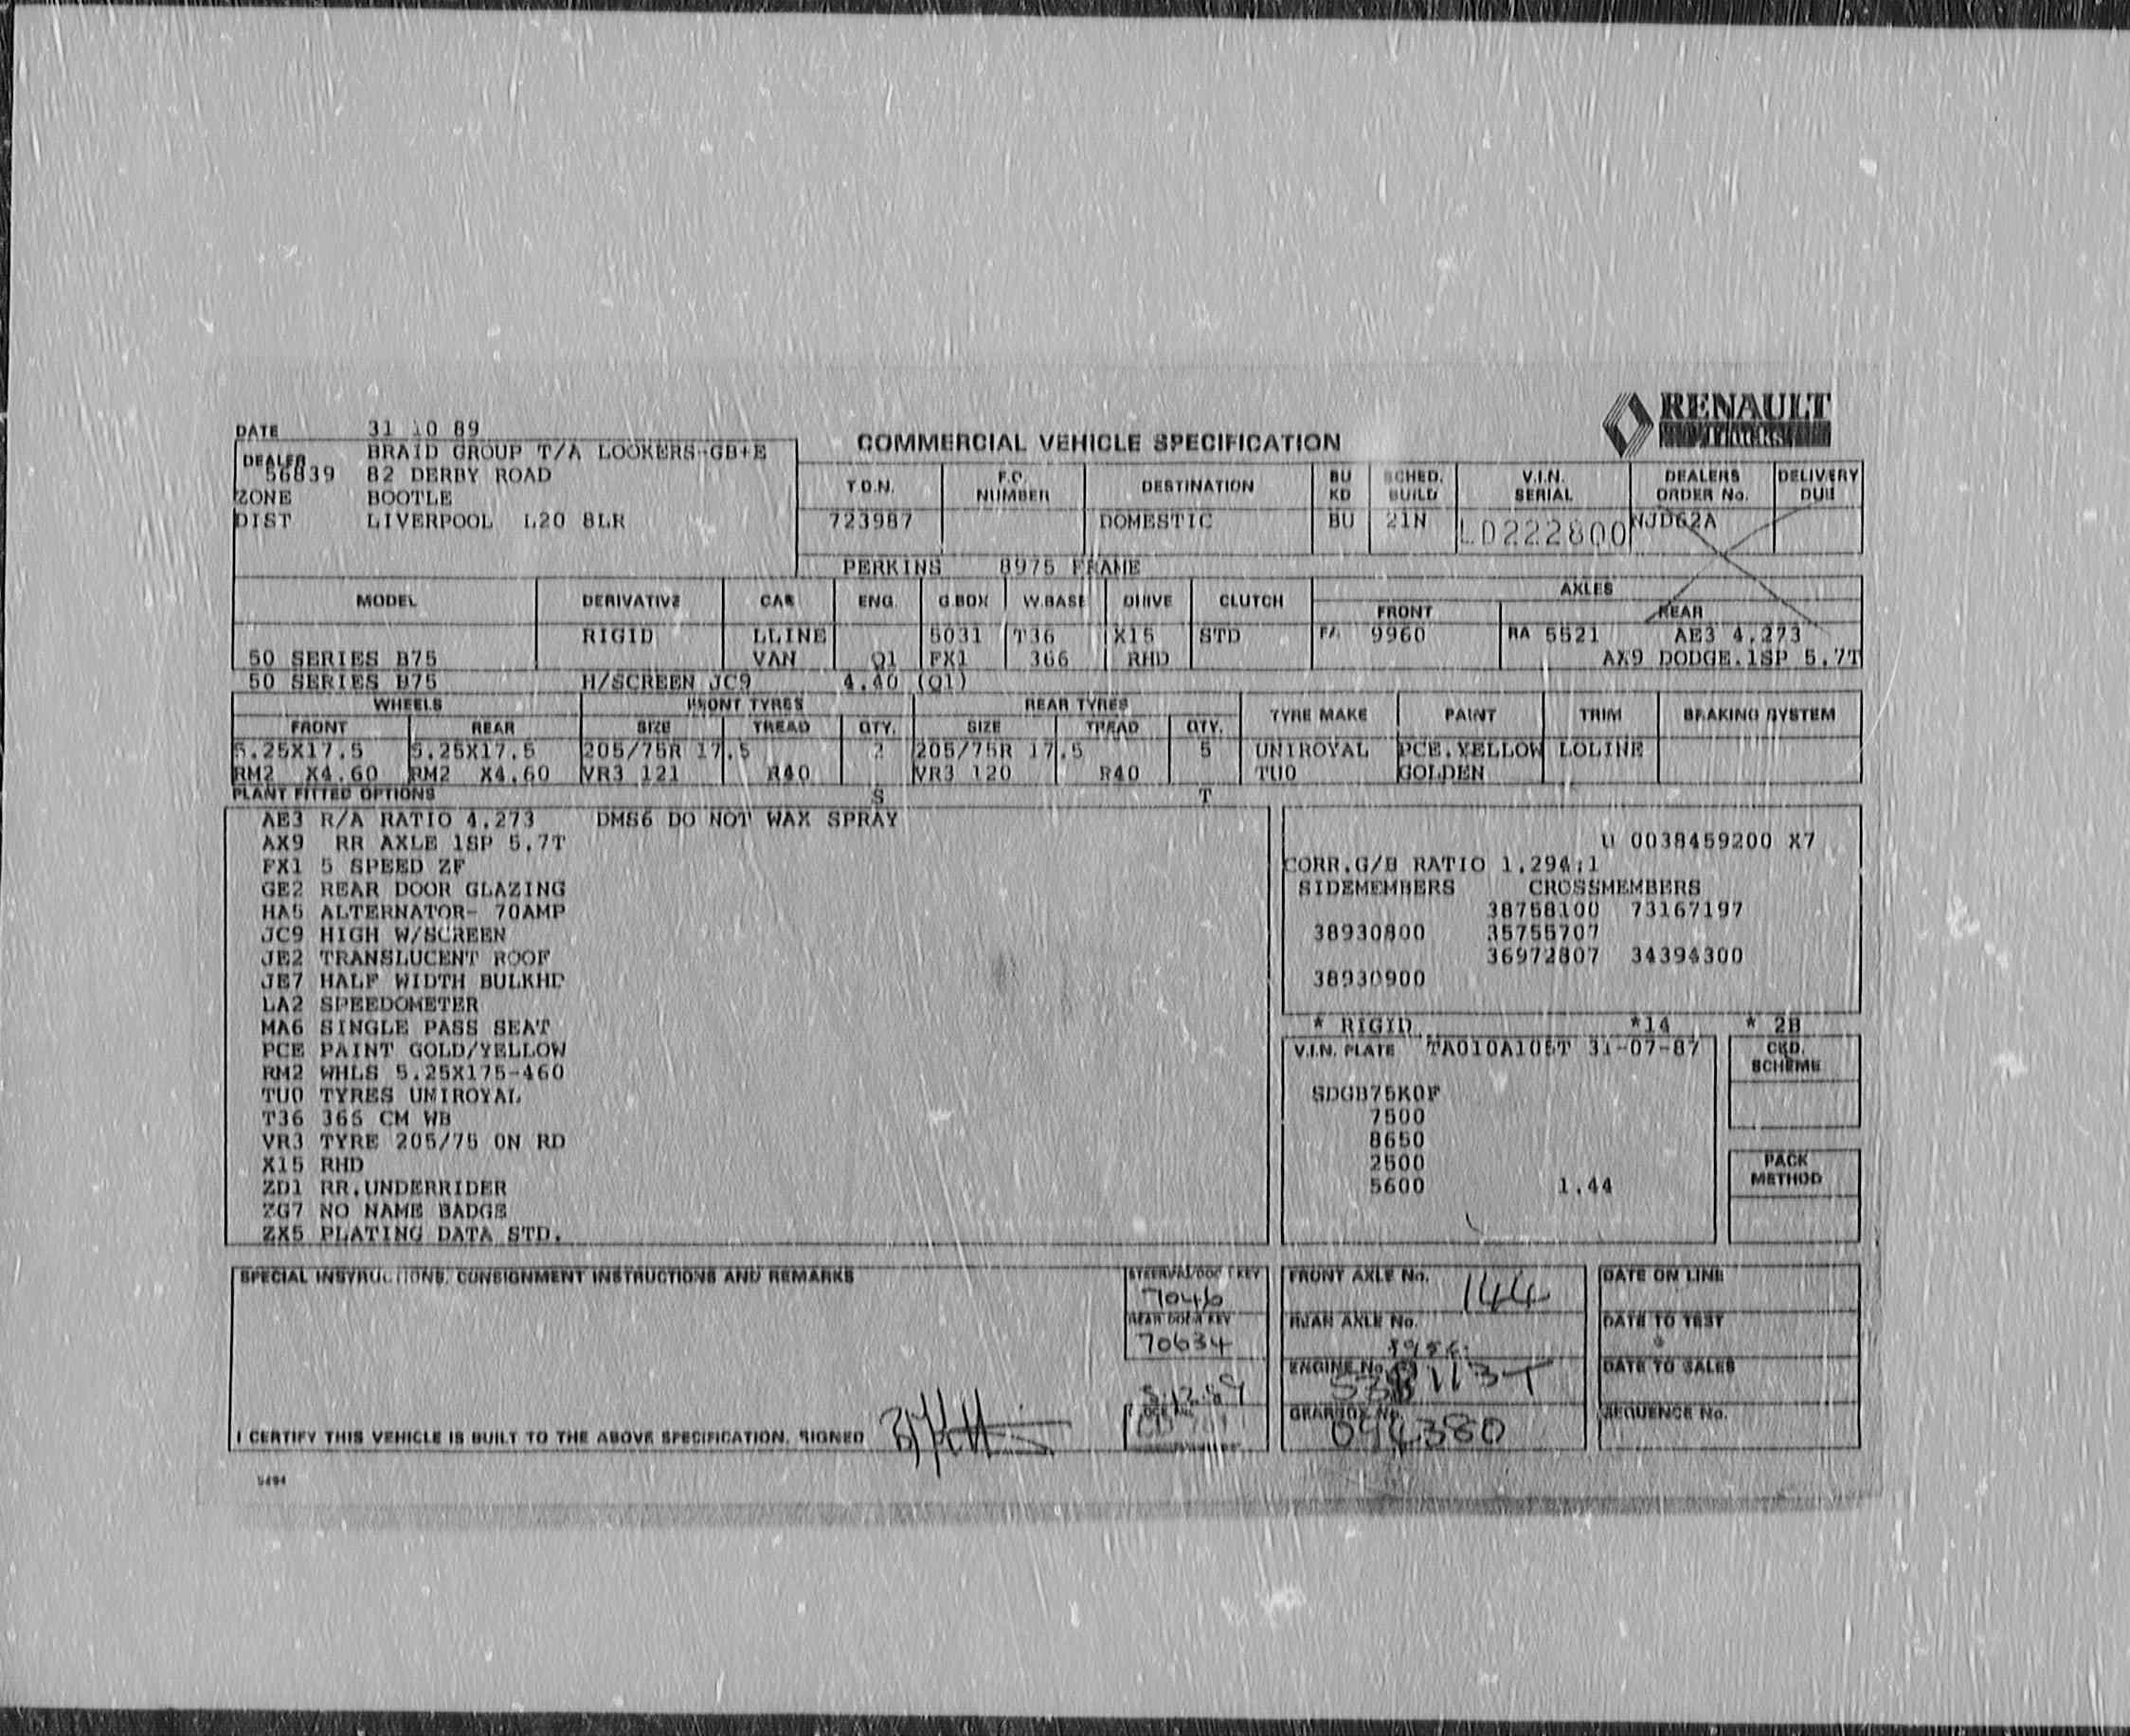 DATE 31 10 89
RENAULT
TRUCKS
COMMERCIAL VEHICLE SPECIFICATION
DEALER BRAID GROUP T/A LOOKERS-GB+E
56839 82 DERBY ROAD
ZONE BOOTLE
DIST LIVERPOOL L20 8LR
T.O.N. F.C. NUMBER DESTINATION BU KD SCHED. BUILD V.I.N. SERIAL DEALERS ORDER No. DELIVERY DUE
723987 DOMESTIC BU 21N LD222800 NJD62A
PERKINS 8975 FRAME
MODEL DERIVATIVE CAB ENG. G.BOX W.BASE DRIVE CLUTCH AXLES
FRONT REAR
RIGID LLINE 5031 T36 X15 STD FA 9960 RA 5521 AE3 4.273
50 SERIES B75 VAN Q1 FX1 366 RHD AX9 DODGE.1SP 5.7T
50 SERIES B75 H/SCREEN JC9 4.40 (Q1)
WHEELS FRONT TYRES REAR TYRES TYRE MAKE PAINT TRIM BRAKING SYSTEM
FRONT REAR SIZE TREAD QTY. SIZE TREAD QTY.
5.25X17.5 5.25X17.5 205/75R 17.5 2 205/75R 17.5 5 UNIROYAL PCE.YELLOW LOLINE
RM2 X4.60 RM2 X4.60 VR3 121 R40 VR3 120 R40 TU0 GOLDEN
PLANT FITTED OPTIONS S T
AE3 R/A RATIO 4.273 DMS6 DO NOT WAX SPRAY
AX9 RR AXLE 1SP 5.7T
FX1 5 SPEED ZF
GE2 REAR DOOR GLAZING
HA5 ALTERNATOR- 70AMP
JC9 HIGH W/SCREEN
JE2 TRANSLUCENT ROOF
JE7 HALF WIDTH BULKHD
LA2 SPEEDOMETER
MA6 SINGLE PASS SEAT
PCE PAINT GOLD/YELLOW
RM2 WHLS 5.25X175-460
TU0 TYRES UNIROYAL
T36 365 CM WB
VR3 TYRE 205/75 ON RD
X15 RHD
ZD1 RR.UNDERRIDER
ZG7 NO NAME BADGE
ZX5 PLATING DATA STD.
U 0038459200 X7
CORR.G/B RATIO 1.294:1
SIDEMEMBERS CROSSMEMBERS
38758100 73167197
38930800 35755707
36972807 34394300
38930900
* RIGID *14 * 2B
V.I.N. PLATE TA010A105T 31-07-87
CKD. SCHEME
SDGB75K0F
7500
8650
2500
5600 1.44
PACK METHOD
SPECIAL INSTRUCTIONS, CONSIGNMENT INSTRUCTIONS AND REMARKS
KEY
7046
REAR DOOR KEY
70634
5.12.89
FRONT AXLE No. 144
REAR AXLE No.
ENGINE No.
GEARBOX No. 094380
DATE ON LINE
DATE TO TEST
DATE TO SALES
SEQUENCE No.
I CERTIFY THIS VEHICLE IS BUILT TO THE ABOVE SPECIFICATION. SIGNED
5494